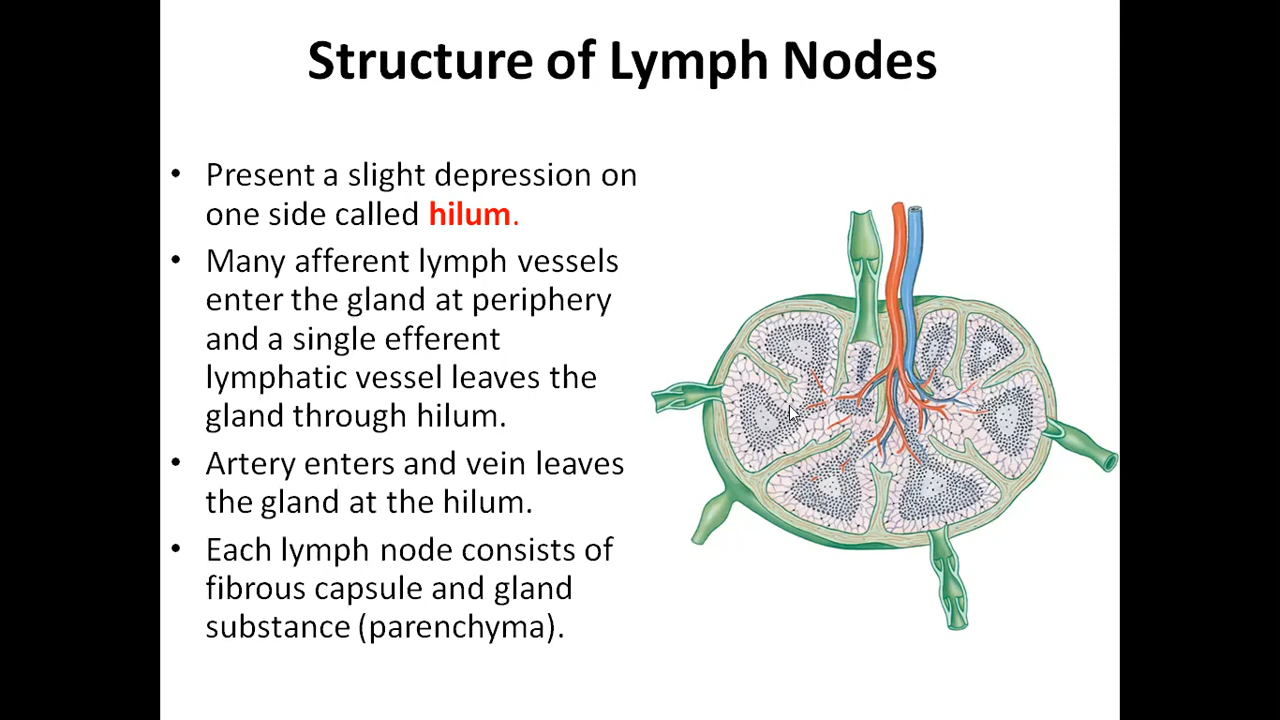 Structure of Lymph Nodes
• Present a slight depression on
one side called hilum.
• Many afferent lymph vessels
enter the gland at periphery
and a single efferent
lymphatic vessel leaves the
gland through hilum.
• Artery enters and vein leaves
the gland at the hilum.
• Each lymph node consists of
fibrous capsule and gland
substance (parenchyma).